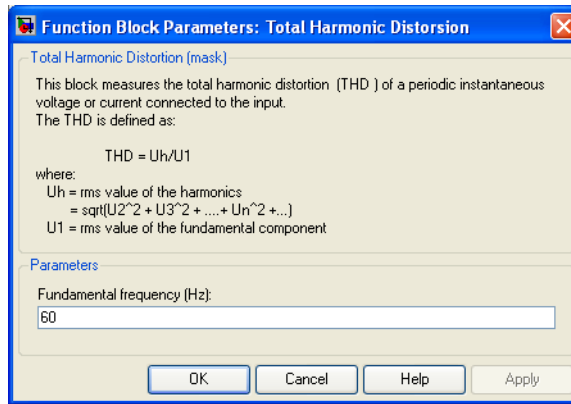 Function Block Parameters: Total Harmonic Distorsion
Total Harmonic Distortion (mask)
This block measures the total harmonic distortion (THD ) of a periodic instantaneous
voltage or current connected to the input.
The THD is defined as:
THD = Uh/U1
where:
Uh = rms value of the harmonics
= sqrt(U2^2 + U3^2 + ....+ Un^2 +...)
U1 = rms value of the fundamental component
Parameters
Fundamental frequency (Hz):
60
OK Cancel Help Apply